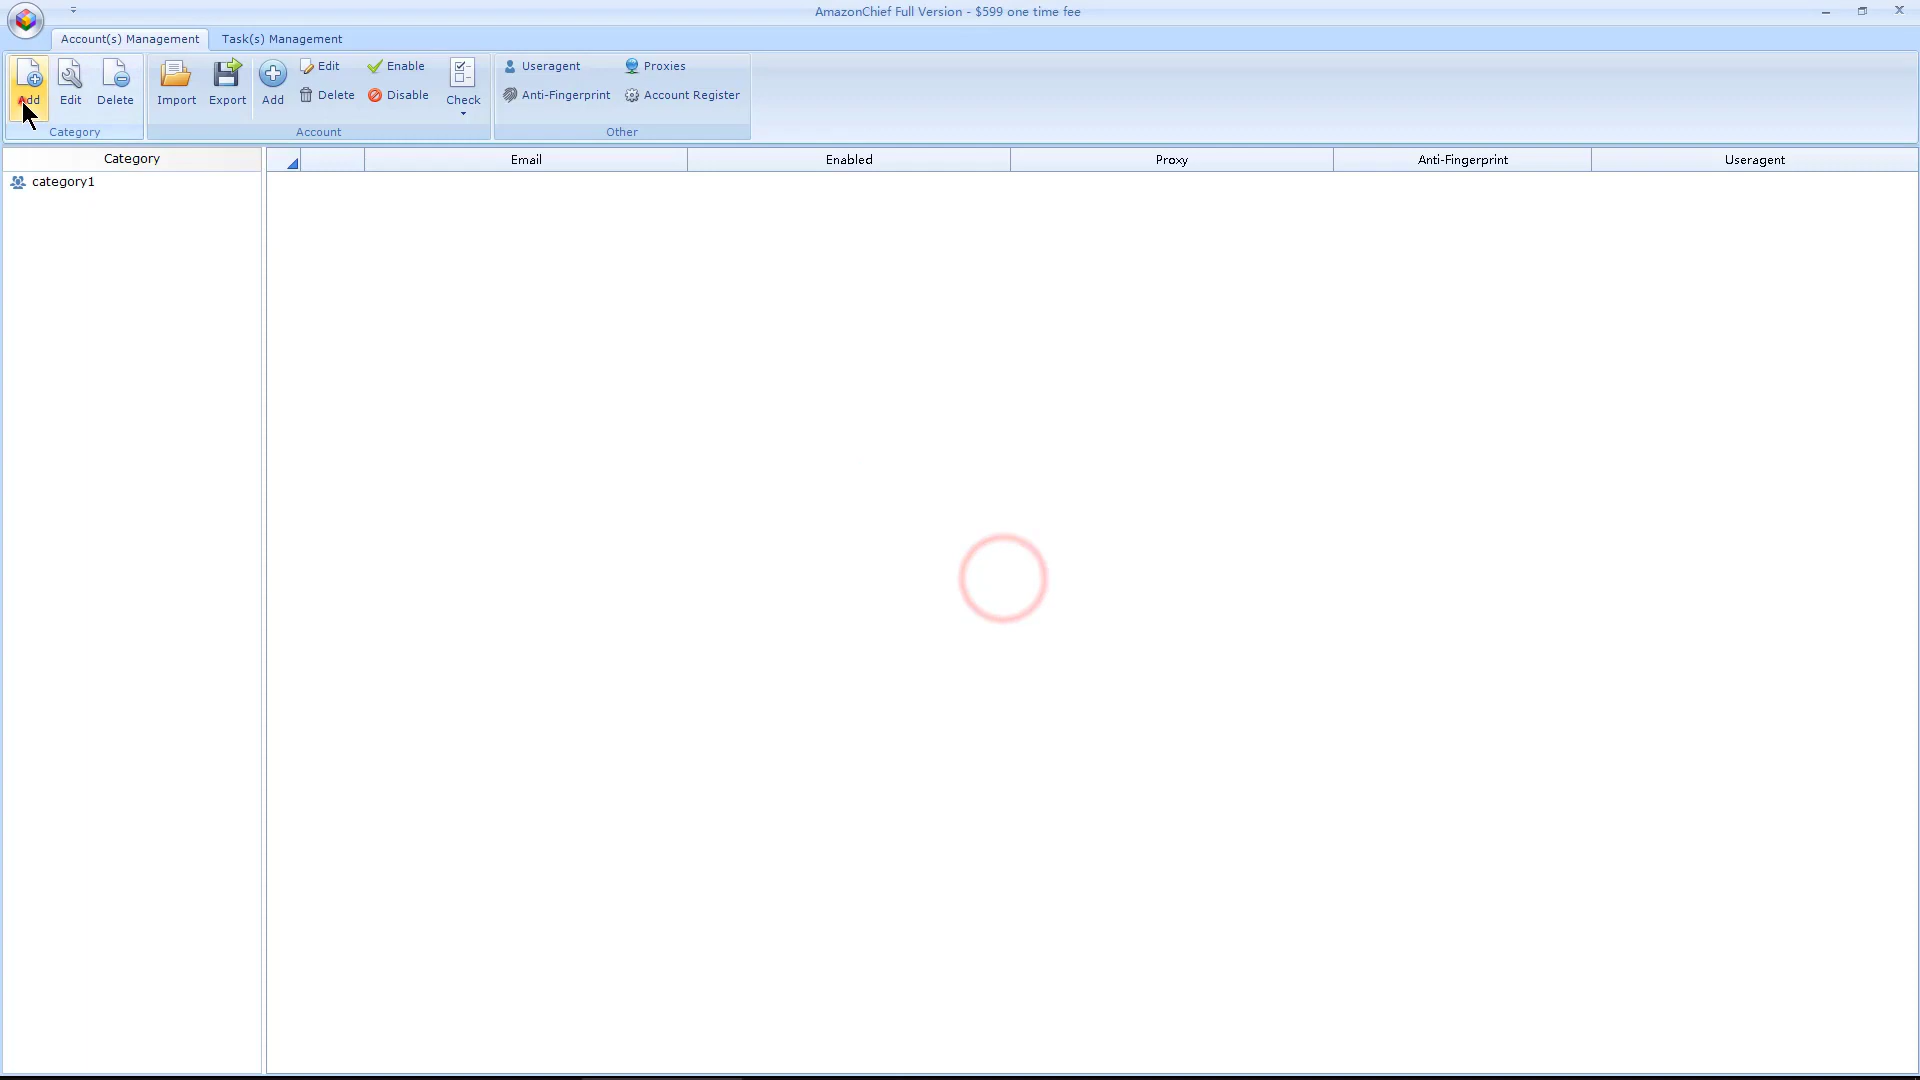 AmazonChief Full Version - $599 one time fee
Account(s) Management Task(s) Management
Add Edit Delete Import Export Add Edit Enable Check Useragent Proxies
Delete Disable Anti-Fingerprint Account Register
Category Account Other
Category Email Enabled Proxy Anti-Fingerprint Useragent
category1